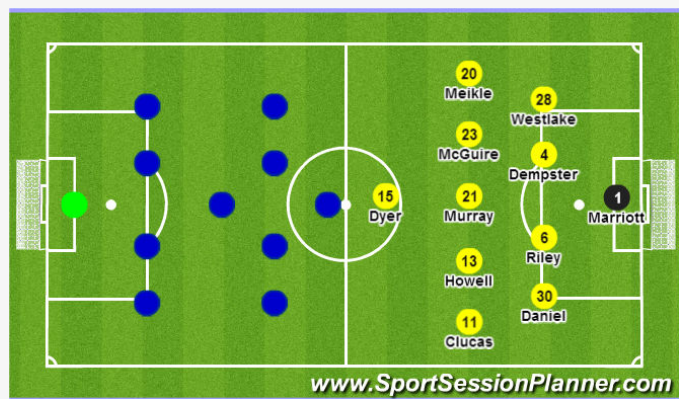 20
Meikle
28
Westlake
23
McGuire
4
Dempster
15
Dyer
21
Murray
1
Marriott
6
Riley
13
Howell
30
Daniel
11
Clucas
www.SportSessionPlanner.com